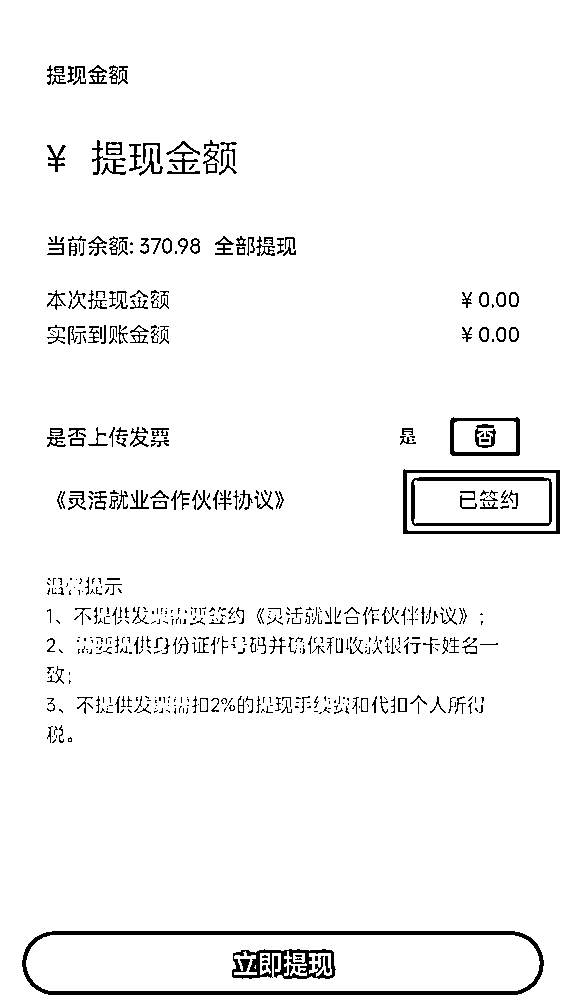 提现金额
¥ 提现金额
当前余额: 370.98 全部提现
本次提现金额 ¥ 0.00
实际到账金额 ¥ 0.00
是否上传发票 是 否
《灵活就业合作伙伴协议》 已签约
温馨提示
1、不提供发票需要签约《灵活就业合作伙伴协议》;
2、需要提供身份证件号码并确保和收款银行卡姓名一
致;
3、不提供发票需扣2%的提现手续费和代扣个人所得
税。
立即提现